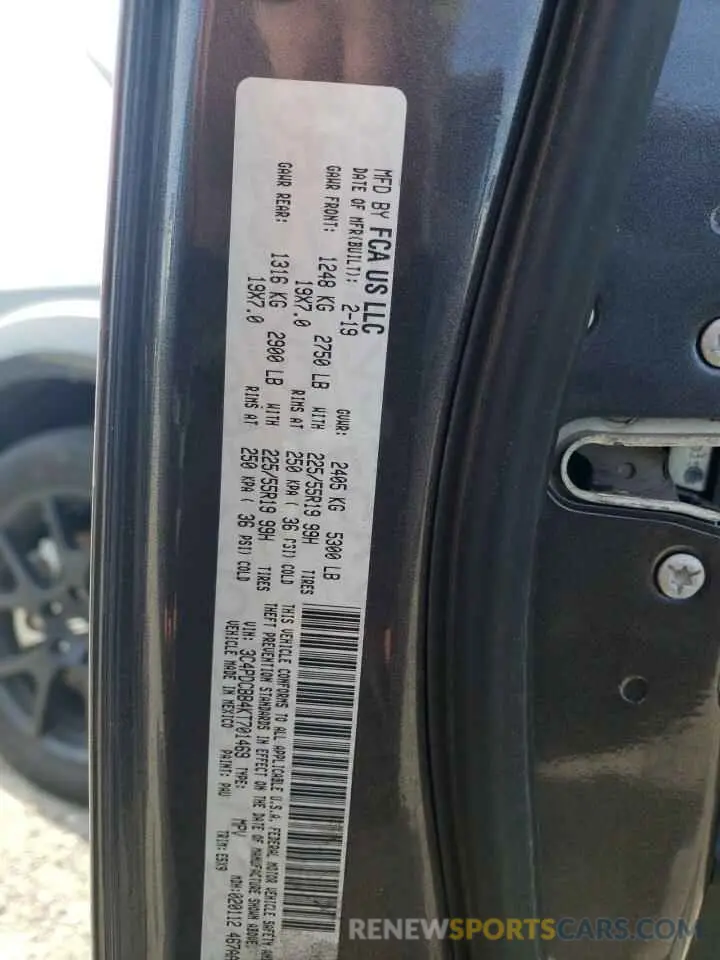 MFD BY FCA US LLC
DATE OF MFR(BUILT): 2-19 GVWR: 2405 KG 5300 LB
GAWR FRONT: 1248 KG 2750 LB WITH 225/55R19 99H TIRES
19X7.0 RIMS AT 250 KPA ( 36 PSI) COLD
GAWR REAR: 1316 KG 2900 LB WITH 225/55R19 99H TIRES
19X7.0 RIMS AT 250 KPA ( 36 PSI) COLD
THIS VEHICLE CONFORMS TO ALL APPLICABLE U.S.A. FEDERAL MOTOR VEHICLE SAFETY
THEFT PREVENTION STANDARDS IN EFFECT ON THE DATE OF MANUFACTURE SHOWN ABOVE.
VIN: 3C4PDCBB4KT701469 TYPE: MPV MDH:020112
VEHICLE MADE IN MEXICO PAINT: PAU TRIM:E5X9
RENEWSPORTSCARS.COM